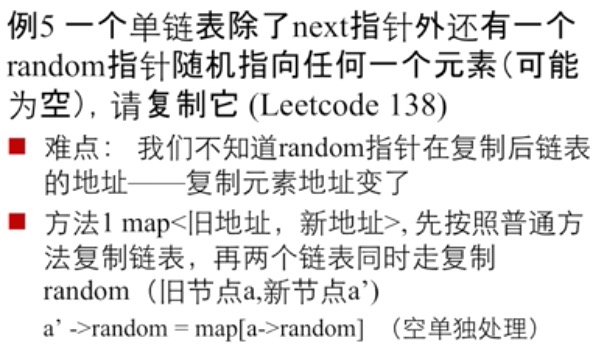 例5 一个单链表除了next指针外还有一个
random指针随机指向任何一个元素(可能
为空), 请复制它 (Leetcode 138)
■ 难点： 我们不知道random指针在复制后链表
的地址——复制元素地址变了
■ 方法1 map<旧地址，新地址>, 先按照普通方
法复制链表，再两个链表同时走复制
random（旧节点a,新节点a’)
a’ ->random = map[a->random] （空单独处理）